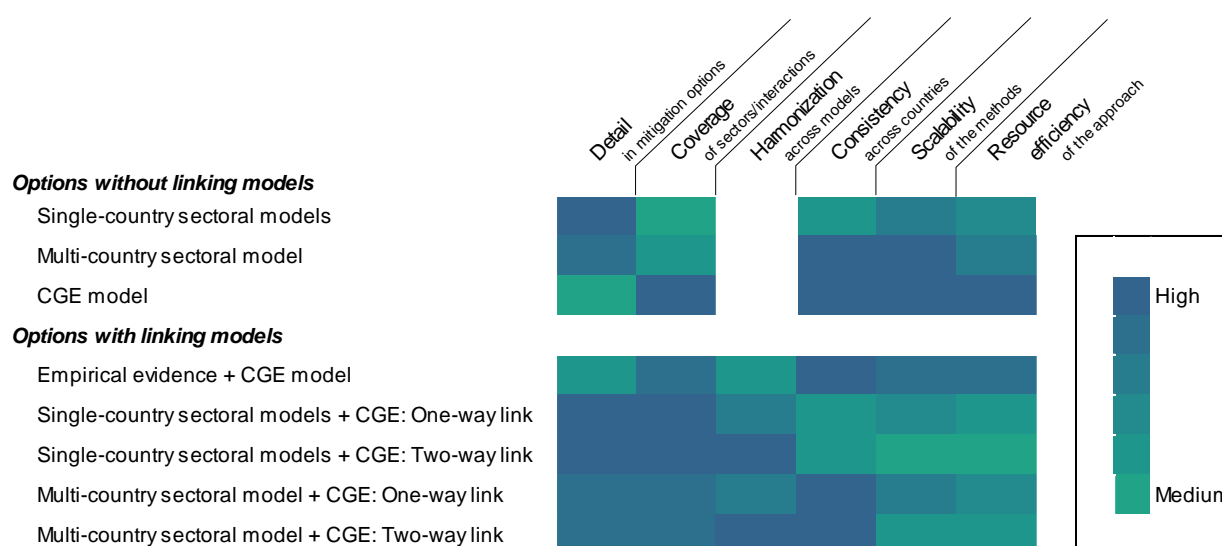 Detail
in mitigation options
Coverage
of sectors/interactions
Harmonization
across models
Consistency
across countries
Scalability
of the methods
Resource
efficiency
of the approach
Options without linking models
Single-country sectoral models
Multi-country sectoral model
CGE model
High
Options with linking models
Empirical evidence + CGE model
Single-country sectoral models + CGE: One-way link
Single-country sectoral models + CGE: Two-way link
Multi-country sectoral model + CGE: One-way link
Medium
Multi-country sectoral model + CGE: Two-way link